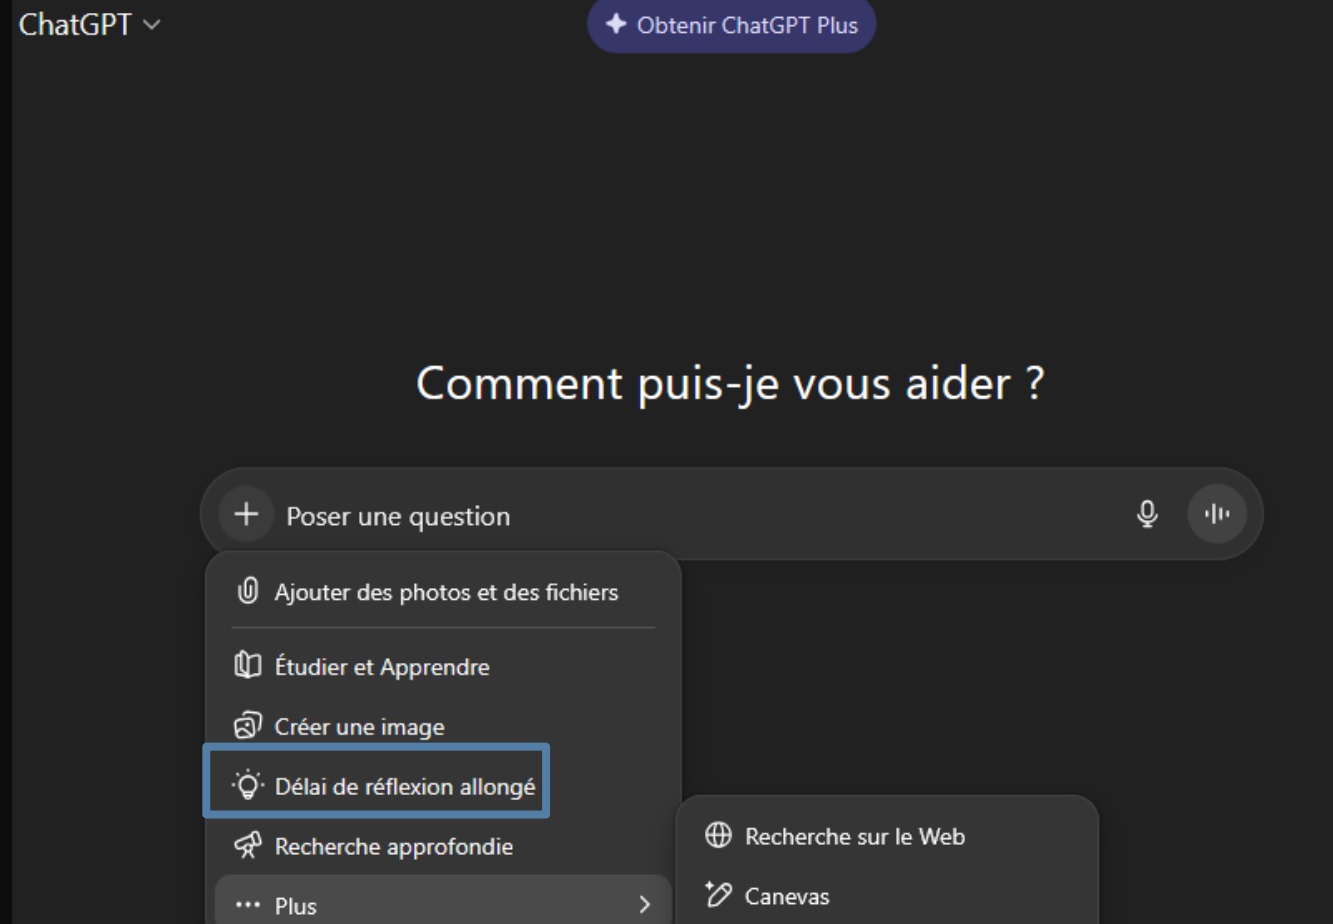 ChatGPT
Obtenir ChatGPT Plus
Comment puis-je vous aider ?
Poser une question
Ajouter des photos et des fichiers
Étudier et Apprendre
Créer une image
Délai de réflexion allongé
Recherche approfondie
Plus
Recherche sur le Web
Canevas